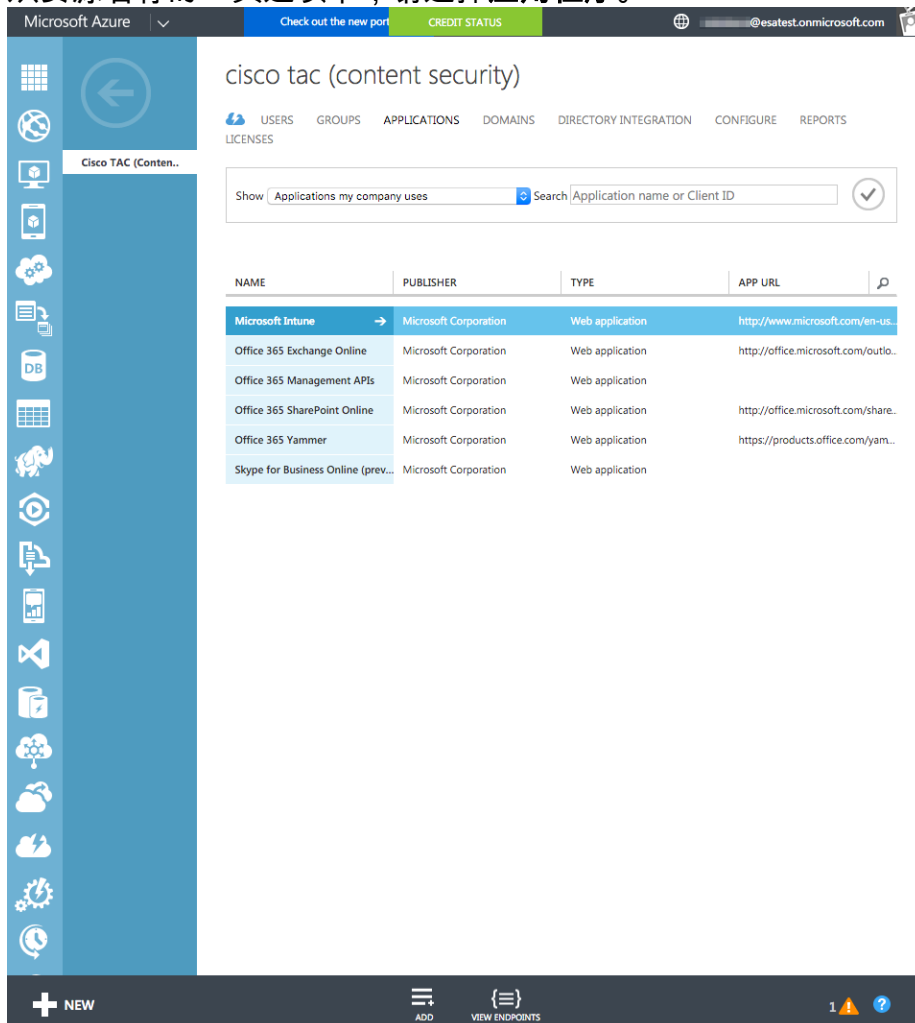 Microsoft Azure
Check out the new port
CREDIT STATUS
@esatest.onmicrosoft.com
cisco tac (content security)
USERS GROUPS APPLICATIONS DOMAINS DIRECTORY INTEGRATION CONFIGURE REPORTS
LICENSES
Cisco TAC (Conten..
Show Applications my company uses Search Application name or Client ID
NAME PUBLISHER TYPE APP URL
Microsoft Intune Microsoft Corporation Web application http://www.microsoft.com/en-us...
Office 365 Exchange Online Microsoft Corporation Web application http://office.microsoft.com/outlo..
Office 365 Management APIs Microsoft Corporation Web application
Office 365 SharePoint Online Microsoft Corporation Web application http://office.microsoft.com/share..
Office 365 Yammer Microsoft Corporation Web application https://products.office.com/yam...
Skype for Business Online (prev... Microsoft Corporation Web application
DB
NEW
ADD
VIEW ENDPOINTS
1
?